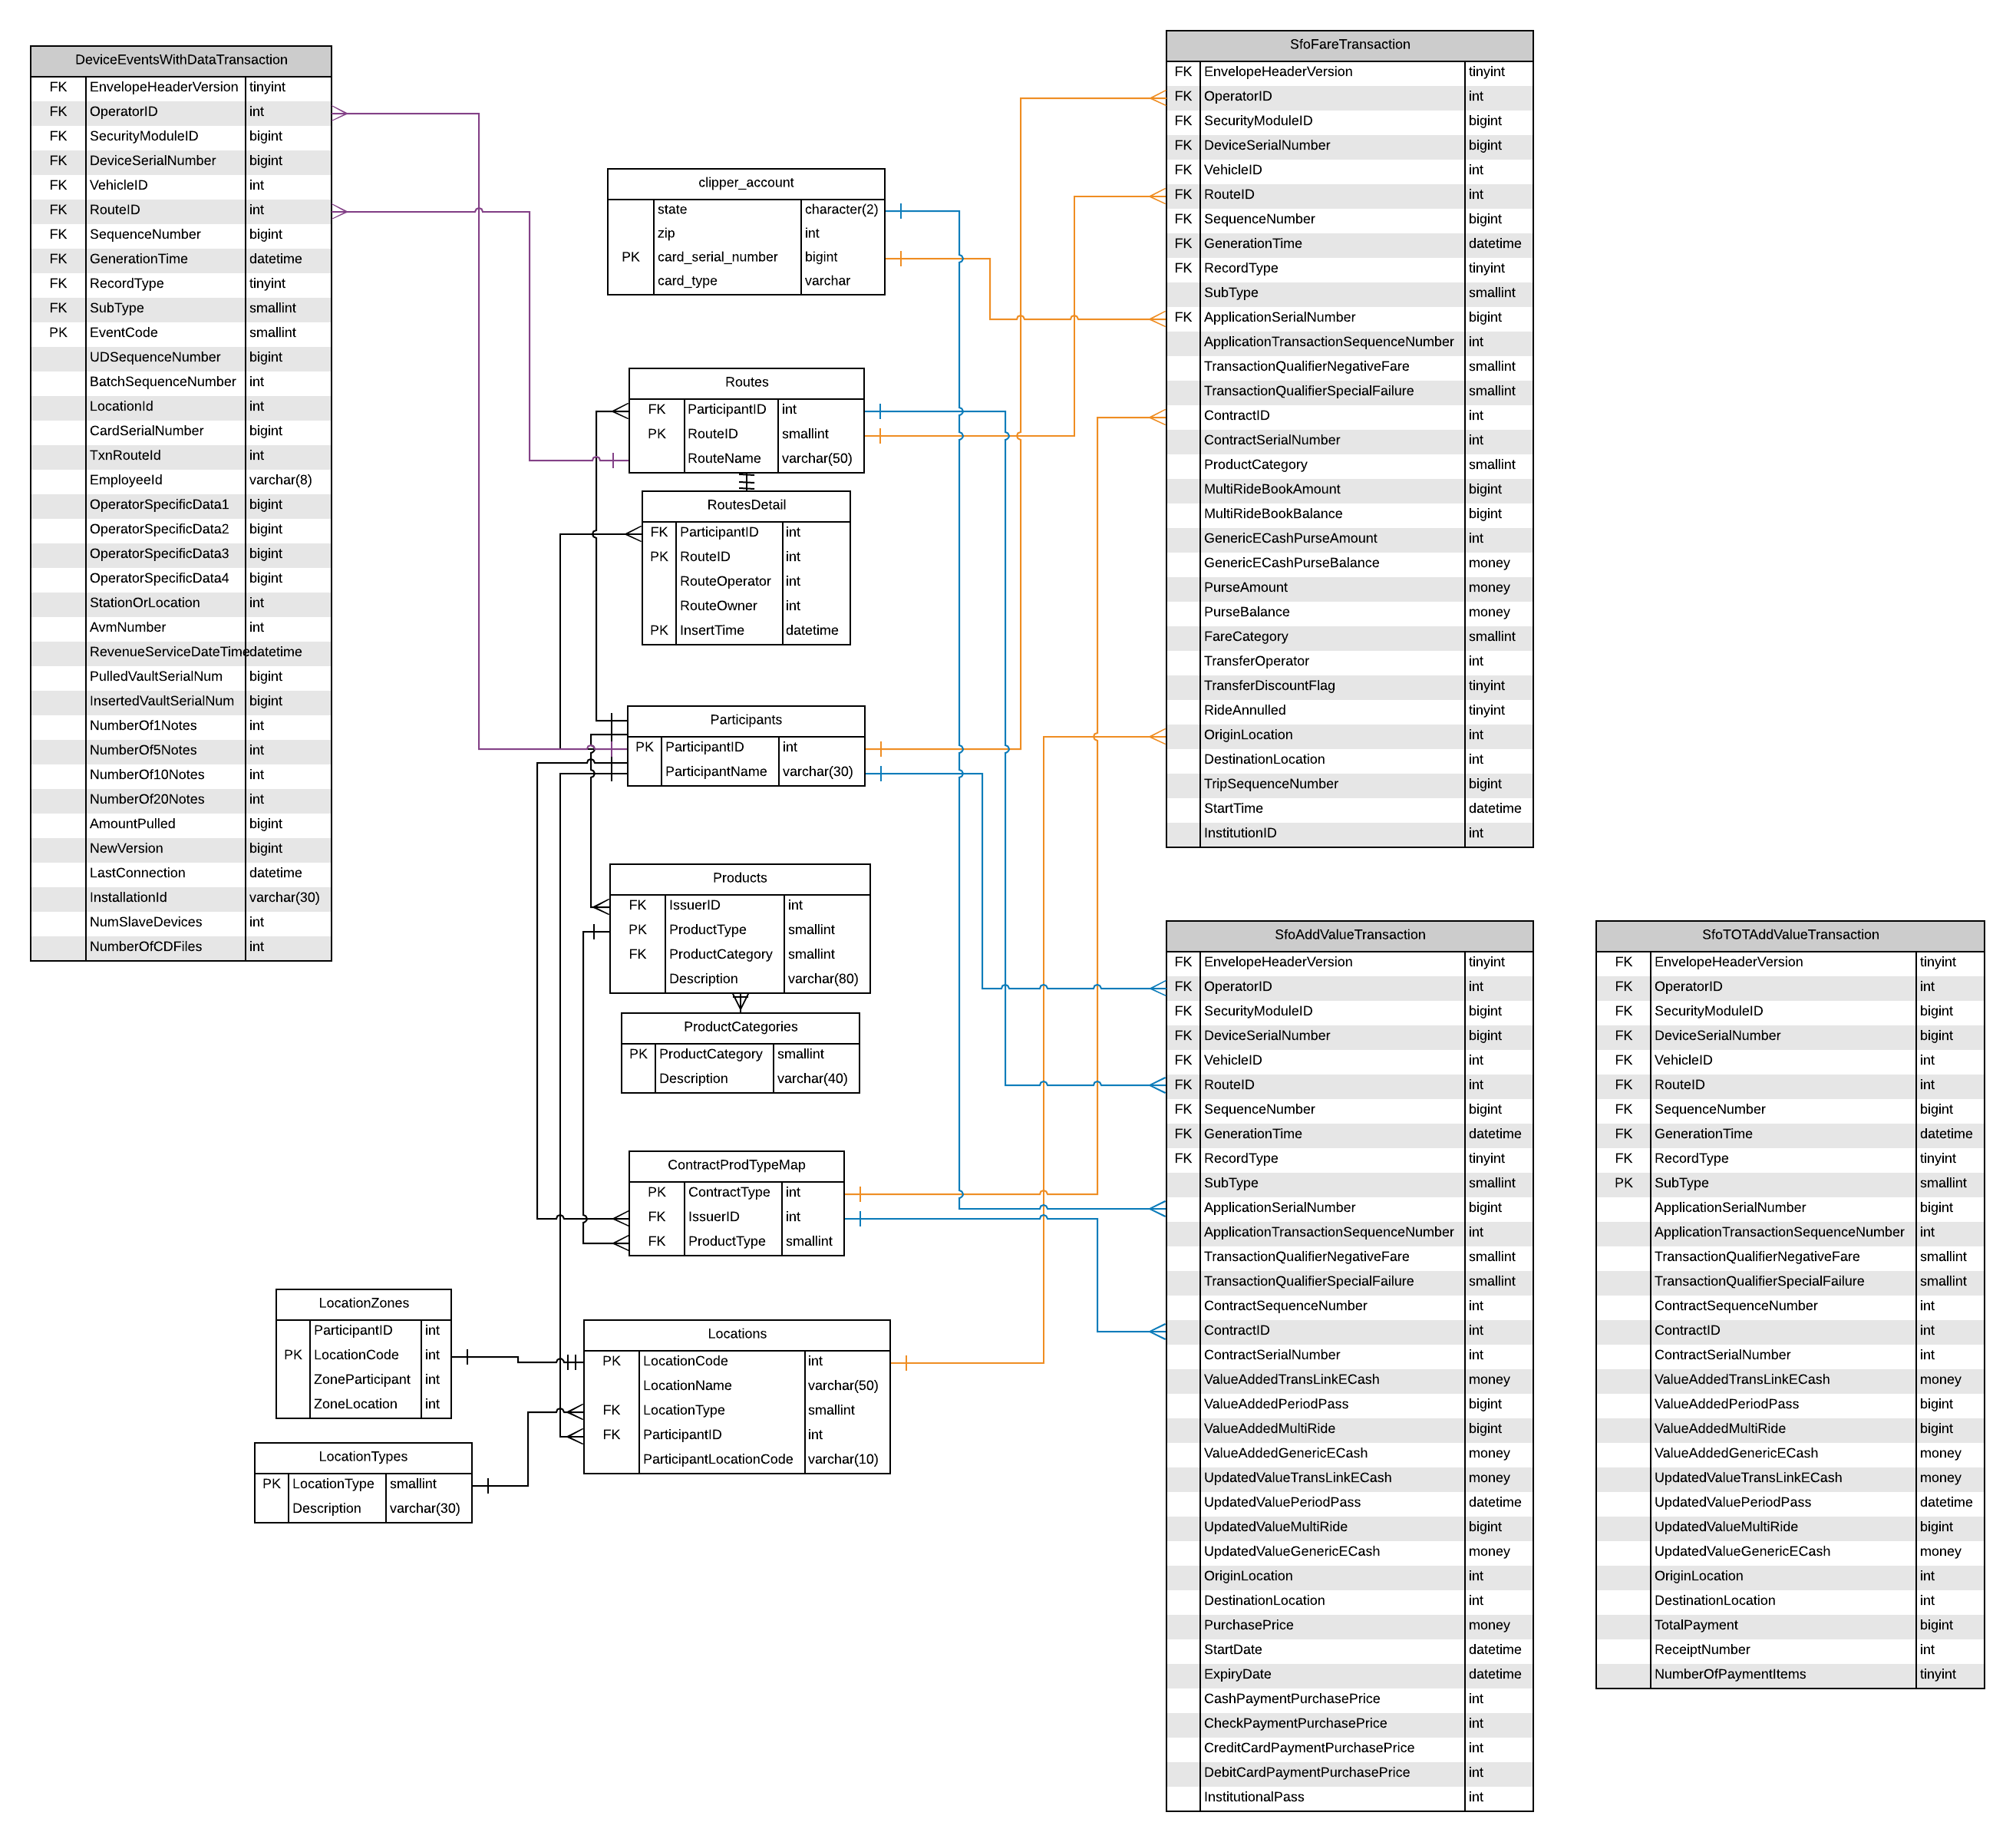 DeviceEventsWithDataTransaction
FK EnvelopeHeaderVersion tinyint
FK OperatorID int
FK SecurityModuleID bigint
FK DeviceSerialNumber bigint
FK VehicleID int
FK RouteID int
FK SequenceNumber bigint
FK GenerationTime datetime
FK RecordType tinyint
FK SubType smallint
PK EventCode smallint
UDSequenceNumber bigint
BatchSequenceNumber int
LocationId int
CardSerialNumber bigint
TxnRouteId int
EmployeeId varchar(8)
OperatorSpecificData1 bigint
OperatorSpecificData2 bigint
OperatorSpecificData3 bigint
OperatorSpecificData4 bigint
StationOrLocation int
AvmNumber int
RevenueServiceDateTime datetime
PulledVaultSerialNum bigint
InsertedVaultSerialNum bigint
NumberOf1Notes int
NumberOf5Notes int
NumberOf10Notes int
NumberOf20Notes int
AmountPulled bigint
NewVersion bigint
LastConnection datetime
InstallationId varchar(30)
NumSlaveDevices int
NumberOfCDFiles int
clipper_account
state character(2)
zip int
PK card_serial_number bigint
card_type varchar
Routes
FK ParticipantID int
PK RouteID smallint
RouteName varchar(50)
RoutesDetail
FK ParticipantID int
PK RouteID int
RouteOperator int
RouteOwner int
PK InsertTime datetime
Participants
PK ParticipantID int
ParticipantName varchar(30)
Products
FK IssuerID int
PK ProductType smallint
FK ProductCategory smallint
Description varchar(80)
ProductCategories
PK ProductCategory smallint
Description varchar(40)
ContractProdTypeMap
PK ContractType int
FK IssuerID int
FK ProductType smallint
LocationZones
ParticipantID int
PK LocationCode int
ZoneParticipant int
ZoneLocation int
LocationTypes
PK LocationType smallint
Description varchar(30)
Locations
PK LocationCode int
LocationName varchar(50)
FK LocationType smallint
FK ParticipantID int
ParticipantLocationCode varchar(10)
SfoFareTransaction
FK EnvelopeHeaderVersion tinyint
FK OperatorID int
FK SecurityModuleID bigint
FK DeviceSerialNumber bigint
FK VehicleID int
FK RouteID int
FK SequenceNumber bigint
FK GenerationTime datetime
FK RecordType tinyint
SubType smallint
FK ApplicationSerialNumber bigint
ApplicationTransactionSequenceNumber int
TransactionQualifierNegativeFare smallint
TransactionQualifierSpecialFailure smallint
ContractID int
ContractSerialNumber int
ProductCategory smallint
MultiRideBookAmount bigint
MultiRideBookBalance bigint
GenericECashPurseAmount int
GenericECashPurseBalance money
PurseAmount money
PurseBalance money
FareCategory smallint
TransferOperator int
TransferDiscountFlag tinyint
RideAnnulled tinyint
OriginLocation int
DestinationLocation int
TripSequenceNumber bigint
StartTime datetime
InstitutionID int
SfoAddValueTransaction
FK EnvelopeHeaderVersion tinyint
FK OperatorID int
FK SecurityModuleID bigint
FK DeviceSerialNumber bigint
FK VehicleID int
FK RouteID int
FK SequenceNumber bigint
FK GenerationTime datetime
FK RecordType tinyint
SubType smallint
ApplicationSerialNumber bigint
ApplicationTransactionSequenceNumber int
TransactionQualifierNegativeFare smallint
TransactionQualifierSpecialFailure smallint
ContractSequenceNumber int
ContractID int
ContractSerialNumber int
ValueAddedTransLinkECash money
ValueAddedPeriodPass bigint
ValueAddedMultiRide bigint
ValueAddedGenericECash money
UpdatedValueTransLinkECash money
UpdatedValuePeriodPass datetime
UpdatedValueMultiRide bigint
UpdatedValueGenericECash money
OriginLocation int
DestinationLocation int
PurchasePrice money
StartDate datetime
ExpiryDate datetime
CashPaymentPurchasePrice int
CheckPaymentPurchasePrice int
CreditCardPaymentPurchasePrice int
DebitCardPaymentPurchasePrice int
InstitutionalPass int
SfoTOTAddValueTransaction
FK EnvelopeHeaderVersion tinyint
FK OperatorID int
FK SecurityModuleID bigint
FK DeviceSerialNumber bigint
FK VehicleID int
FK RouteID int
FK SequenceNumber bigint
FK GenerationTime datetime
FK RecordType tinyint
PK SubType smallint
ApplicationSerialNumber bigint
ApplicationTransactionSequenceNumber int
TransactionQualifierNegativeFare smallint
TransactionQualifierSpecialFailure smallint
ContractSequenceNumber int
ContractID int
ContractSerialNumber int
ValueAddedTransLinkECash money
ValueAddedPeriodPass bigint
ValueAddedMultiRide bigint
ValueAddedGenericECash money
UpdatedValueTransLinkECash money
UpdatedValuePeriodPass datetime
UpdatedValueMultiRide bigint
UpdatedValueGenericECash money
OriginLocation int
DestinationLocation int
TotalPayment bigint
ReceiptNumber int
NumberOfPaymentItems tinyint